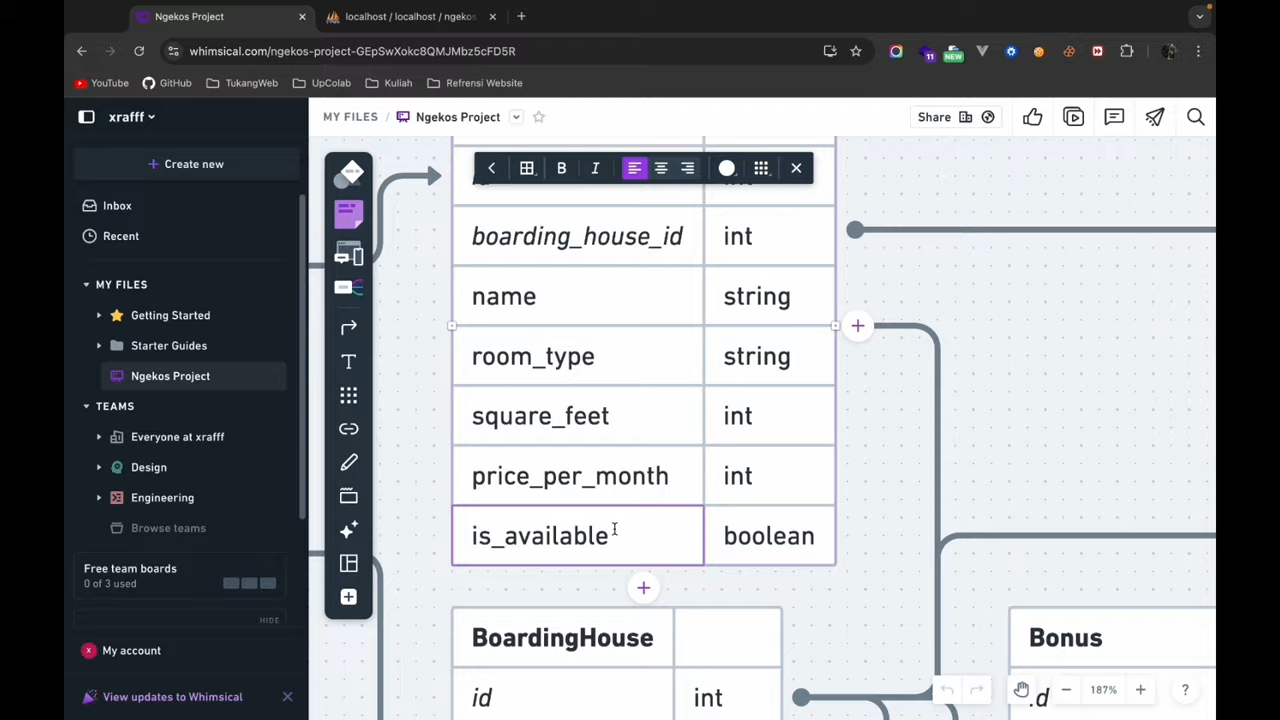 Ngekos Project
localhost / localhost / ngekos
whimsical.com/ngekos-project-GEpSwXokc8QMJMbz5cFD5R
11
NEW
YouTube
GitHub
TukangWeb
UpColab
Kuliah
Refrensi Website
xrafff
MY FILES / Ngekos Project
Share
Create new
Inbox
Recent
MY FILES
Getting Started
Starter Guides
Ngekos Project
TEAMS
Everyone at xrafff
Design
Engineering
Browse teams
Free team boards
0 of 3 used
HIDE
x My account
View updates to Whimsical
B I
T
boarding_house_id int
name string
room_type string
square_feet int
price_per_month int
is_available boolean
BoardingHouse
id int
Bonus
187%
?